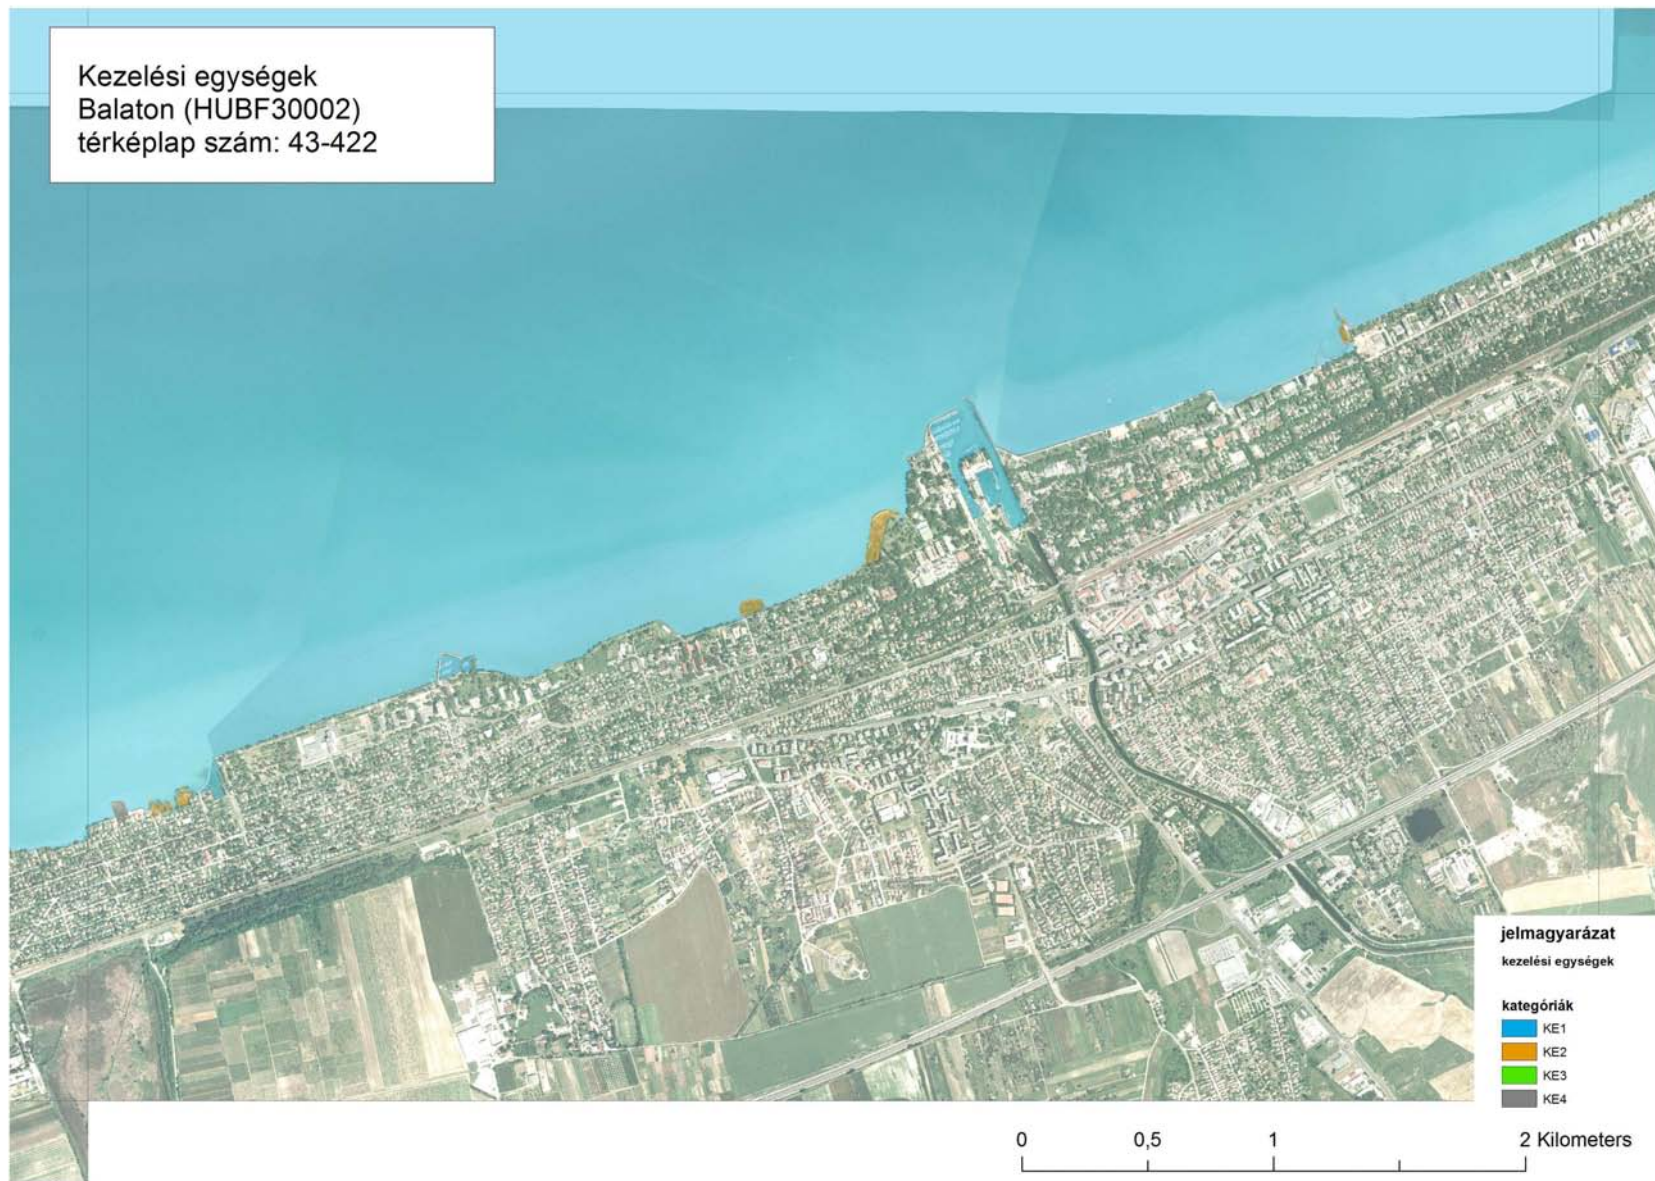 Kezelési egységek
Balaton (HUBF30002)
térképlap szám: 43-422
jelmagyarázat
kezelési egységek
kategóriák
KE1
KE2
KE3
KE4
0 0,5 1 2 Kilometers